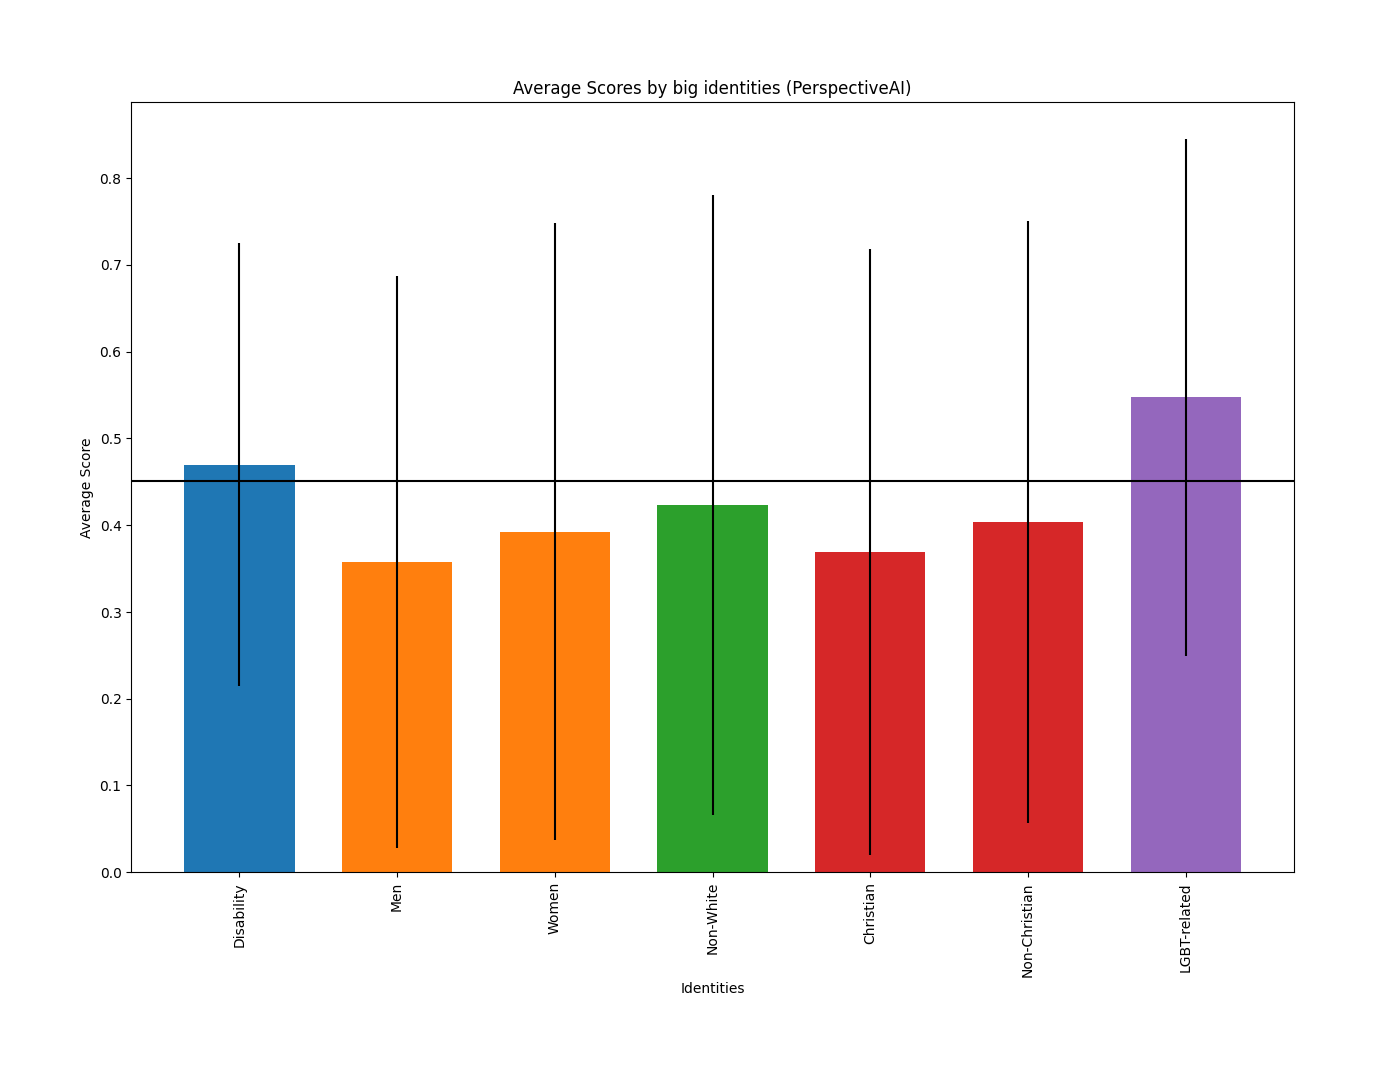 Average Scores by big identities (PerspectiveAI)
Average Score
0.8
0.7
0.6
0.5
0.4
0.3
0.2
0.1
0.0
Disability
Men
Women
Non-White
Christian
Non-Christian
LGBT-related
Identities